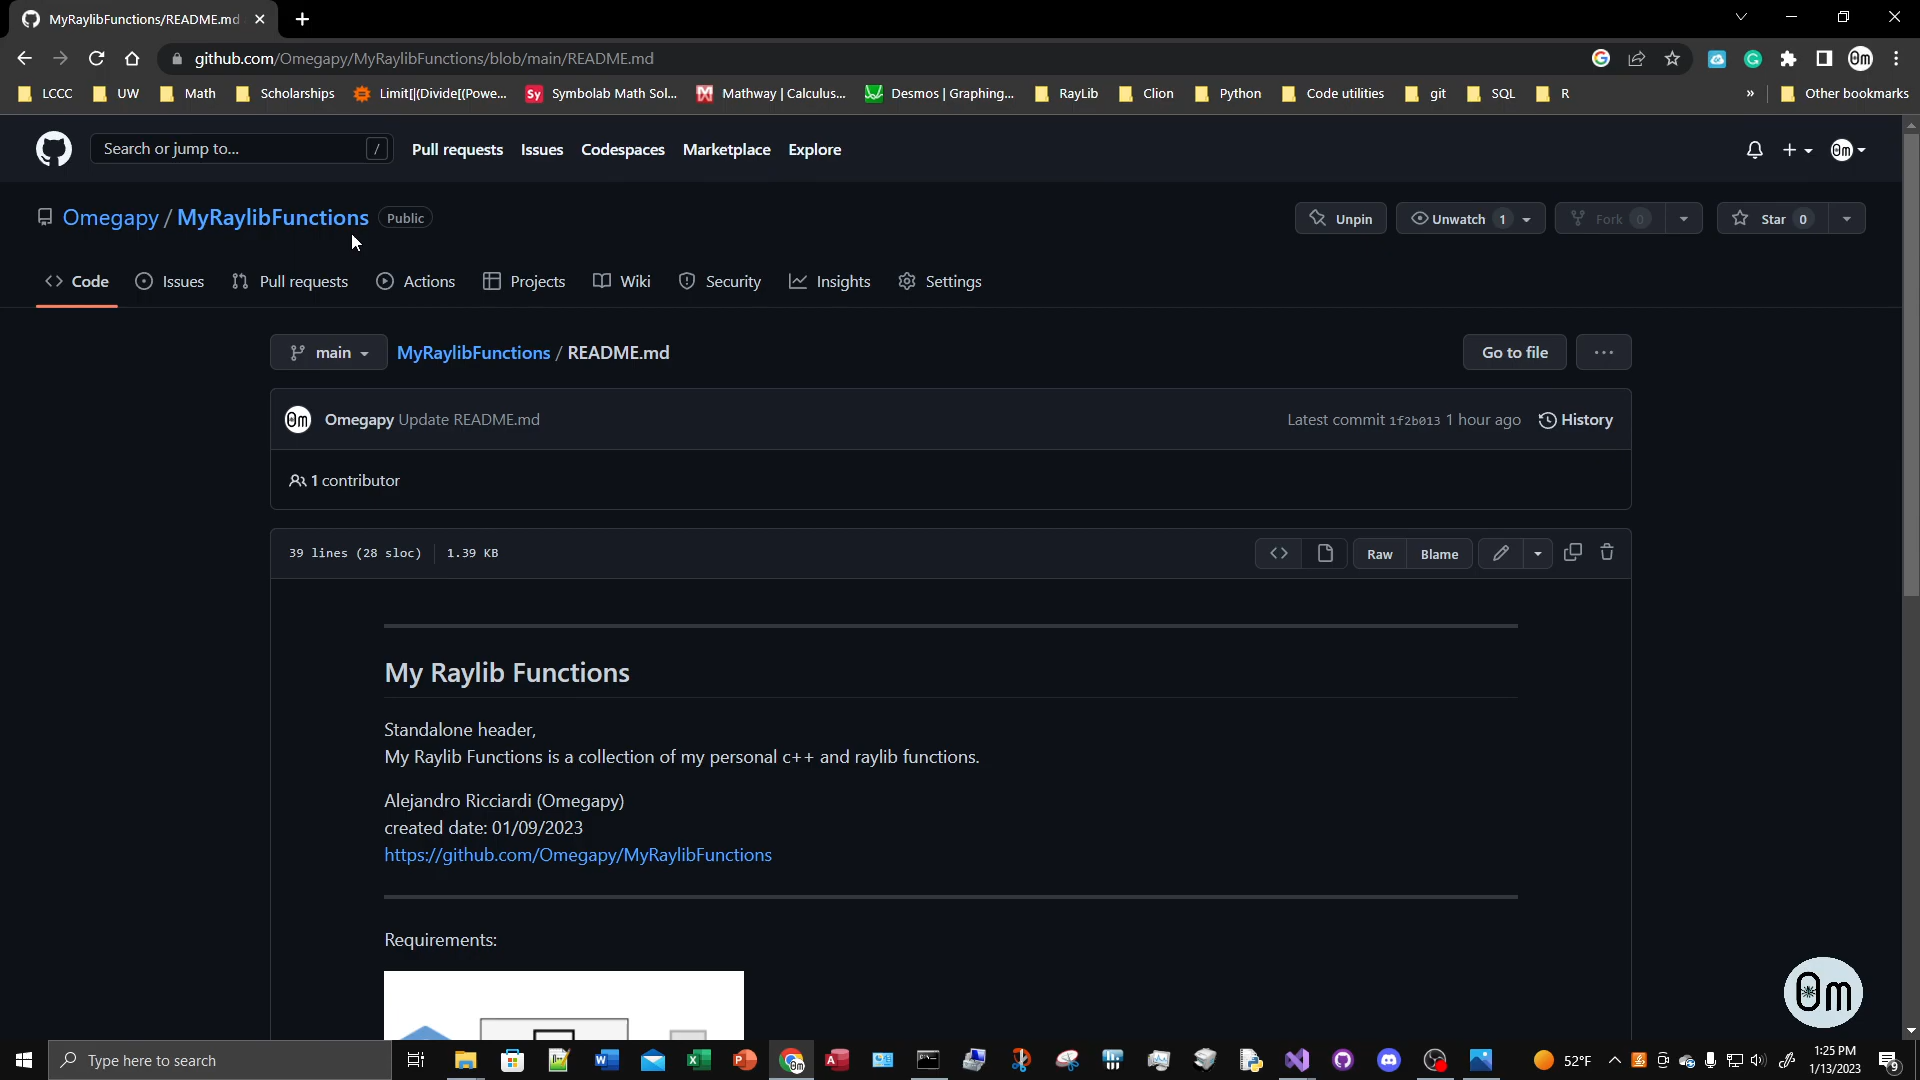 MyRaylibFunctions/README.md
github.com/Omegapy/MyRaylibFunctions/blob/main/README.md
LCCC UW Math Scholarships Limit[|(Divide[(Powe... Symbolab Math Sol... Mathway | Calculus... Desmos | Graphing... RayLib Clion Python Code utilities git SQL R » Other bookmarks
Search or jump to... / Pull requests Issues Codespaces Marketplace Explore
Omegapy / MyRaylibFunctions Public Unpin Unwatch 1 Fork 0 Star 0
Code Issues Pull requests Actions Projects Wiki Security Insights Settings
main MyRaylibFunctions / README.md Go to file ...
Omegapy Update README.md Latest commit 1f2b013 1 hour ago History
1 contributor
39 lines (28 sloc) 1.39 KB Raw Blame
My Raylib Functions
Standalone header,
My Raylib Functions is a collection of my personal c++ and raylib functions.
Alejandro Ricciardi (Omegapy)
created date: 01/09/2023
https://github.com/Omegapy/MyRaylibFunctions
Requirements:
0m
Type here to search 52°F 1:25 PM
1/13/2023 9